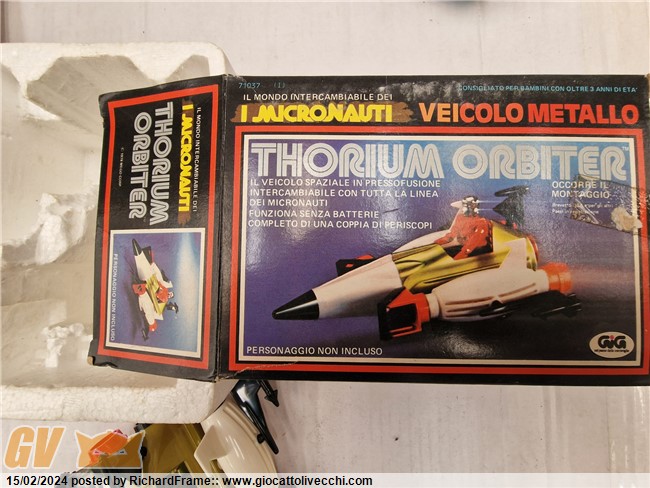 71037 (1)
CONSIGLIATO PER BAMBINI CON OLTRE 3 ANNI DI ETA'
IL MONDO INTERCAMBIABILE DEI
I MICRONAUTI VEICOLO METALLO
THORIUM ORBITER™
IL VEICOLO SPAZIALE IN PRESSOFUSIONE
INTERCAMBIABILE CON TUTTA LA LINEA
DEI MICRONAUTI
FUNZIONA SENZA BATTERIE
COMPLETO DI UNA COPPIA DI PERISCOPI
OCCORRE IL
MONTAGGIO
PERSONAGGIO NON INCLUSO
GiG
IL MONDO INTERCAMBIABILE DEI
I MICRONAUTI
THORIUM
ORBITER
PERSONAGGIO NON INCLUSO
GV
15/02/2024 posted by RichardFrame:: www.giocattolivecchi.com